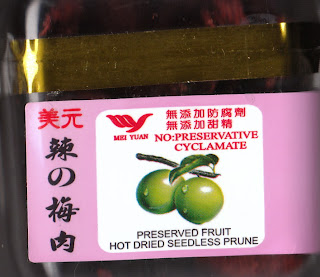 美元
辣の梅肉
MEI YUAN
無添加防腐劑
無添加甜精
NO:PRESERVATIVE
CYCLAMATE
PRESERVED FRUIT
HOT DRIED SEEDLESS PRUNE